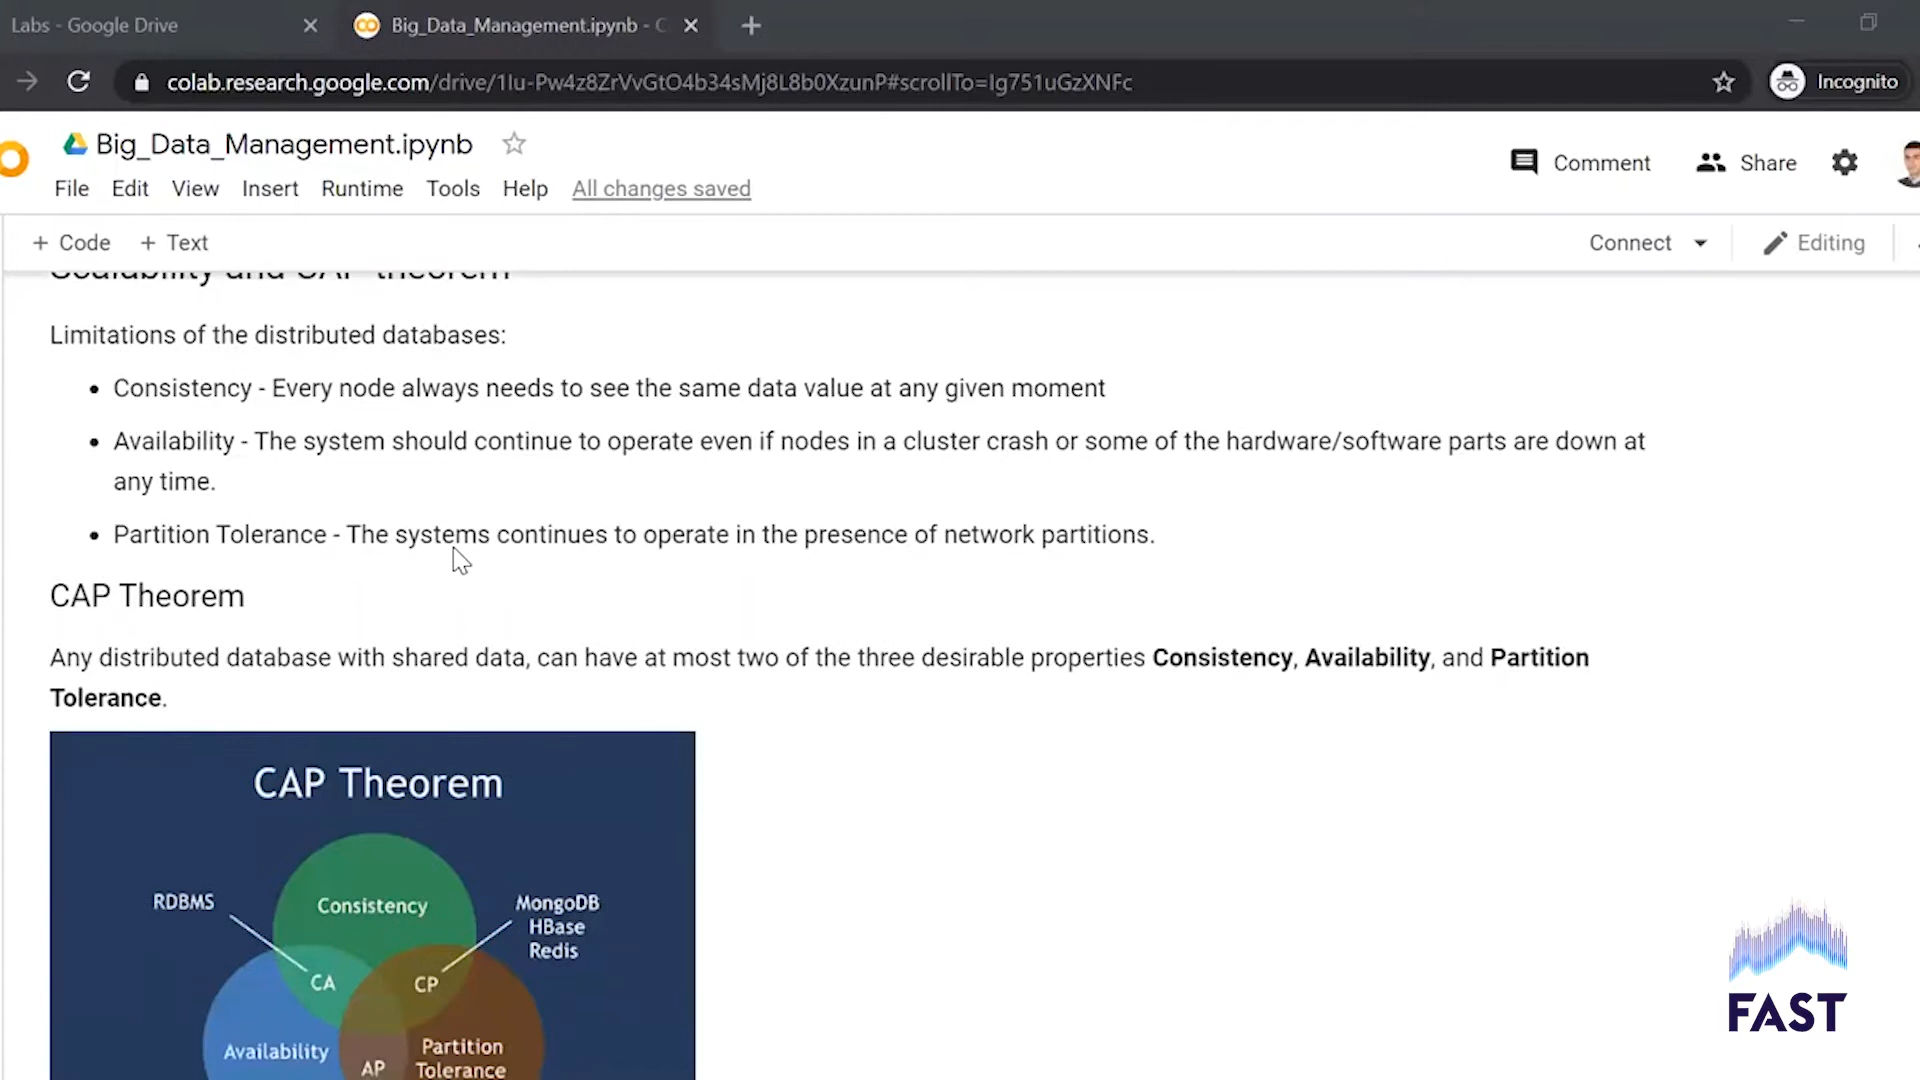 Labs - Google Drive
Big_Data_Management.ipynb - C
colab.research.google.com/drive/1Iu-Pw4z8ZrVvGtO4b34sMj8L8b0XzunP#scrollTo=Ig751uGzXNFc
Incognito
Big_Data_Management.ipynb
Comment
Share
File Edit View Insert Runtime Tools Help All changes saved
+ Code + Text
Connect
Editing
Scalability and CAP theorem
Limitations of the distributed databases:
• Consistency - Every node always needs to see the same data value at any given moment
• Availability - The system should continue to operate even if nodes in a cluster crash or some of the hardware/software parts are down at
any time.
• Partition Tolerance - The systems continues to operate in the presence of network partitions.
CAP Theorem
Any distributed database with shared data, can have at most two of the three desirable properties Consistency, Availability, and Partition
Tolerance.
CAP Theorem
RDBMS
Consistency
MongoDB
HBase
Redis
CA
CP
Availability
AP
Partition
Tolerance
FAST